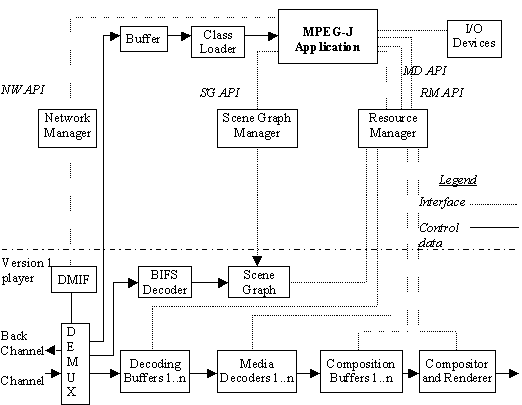 Buffer
Class
Loader
MPEG-J
Application
I/O
Devices
NW API
SG API
MD API
RM API
Network
Manager
Scene Graph
Manager
Resource
Manager
Legend
Interface
Control
data
Version 1
player
DMIF
BIFS
Decoder
Scene
Graph
Back
Channel
Channel
D
E
M
U
X
Decoding
Buffers 1..n
Media
Decoders 1..n
Composition
Buffers 1..n
Compositor
and Renderer